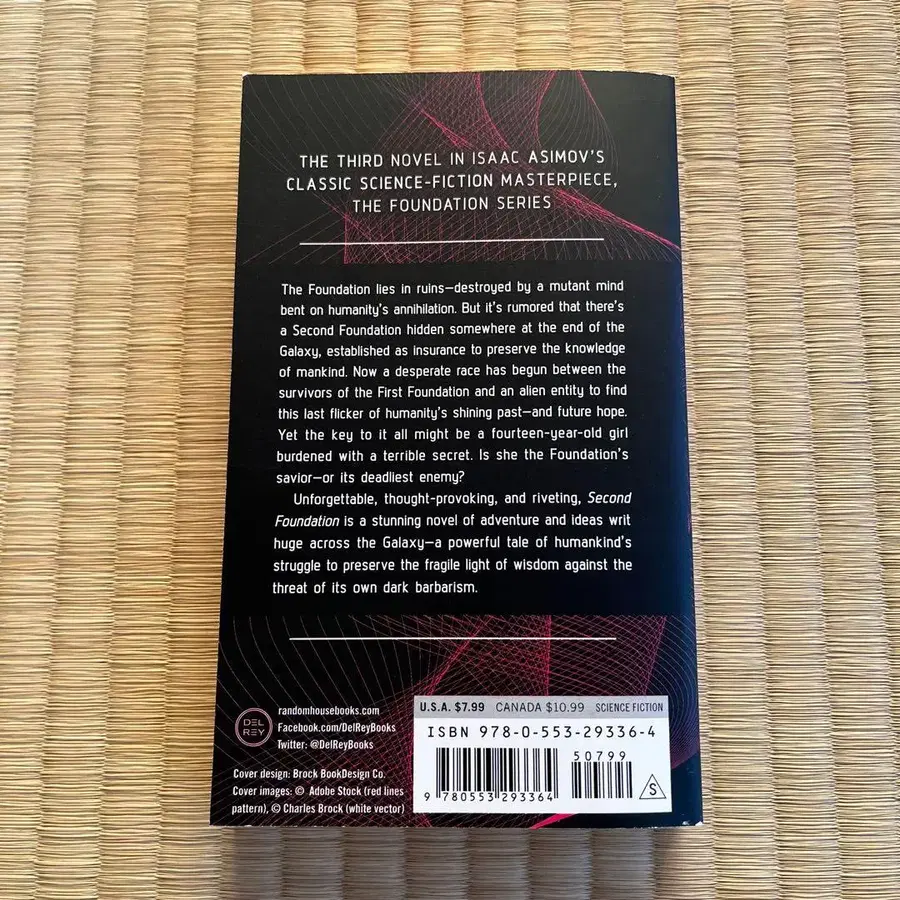 THE THIRD NOVEL IN ISAAC ASIMOV'S
CLASSIC SCIENCE-FICTION MASTERPIECE,
THE FOUNDATION SERIES
The Foundation lies in ruins—destroyed by a mutant mind
bent on humanity's annihilation. But it's rumored that there's
a Second Foundation hidden somewhere at the end of the
Galaxy, established as insurance to preserve the knowledge
of mankind. Now a desperate race has begun between the
survivors of the First Foundation and an alien entity to find
this last flicker of humanity's shining past—and future hope.
Yet the key to it all might be a fourteen-year-old girl
burdened with a terrible secret. Is she the Foundation's
savior—or its deadliest enemy?
Unforgettable, thought-provoking, and riveting, Second
Foundation is a stunning novel of adventure and ideas writ
huge across the Galaxy—a powerful tale of humankind's
struggle to preserve the fragile light of wisdom against the
threat of its own dark barbarism.
DEL
REY
randomhousebooks.com
Facebook.com/DelReyBooks
Twitter: @DelReyBooks
Cover design: Brock BookDesign Co.
Cover images: © Adobe Stock (red lines
pattern), © Charles Brock (white vector)
U.S.A. $7.99 CANADA $10.99 SCIENCE FICTION
ISBN 978-0-553-29336-4
50799
9 780553 293364
S